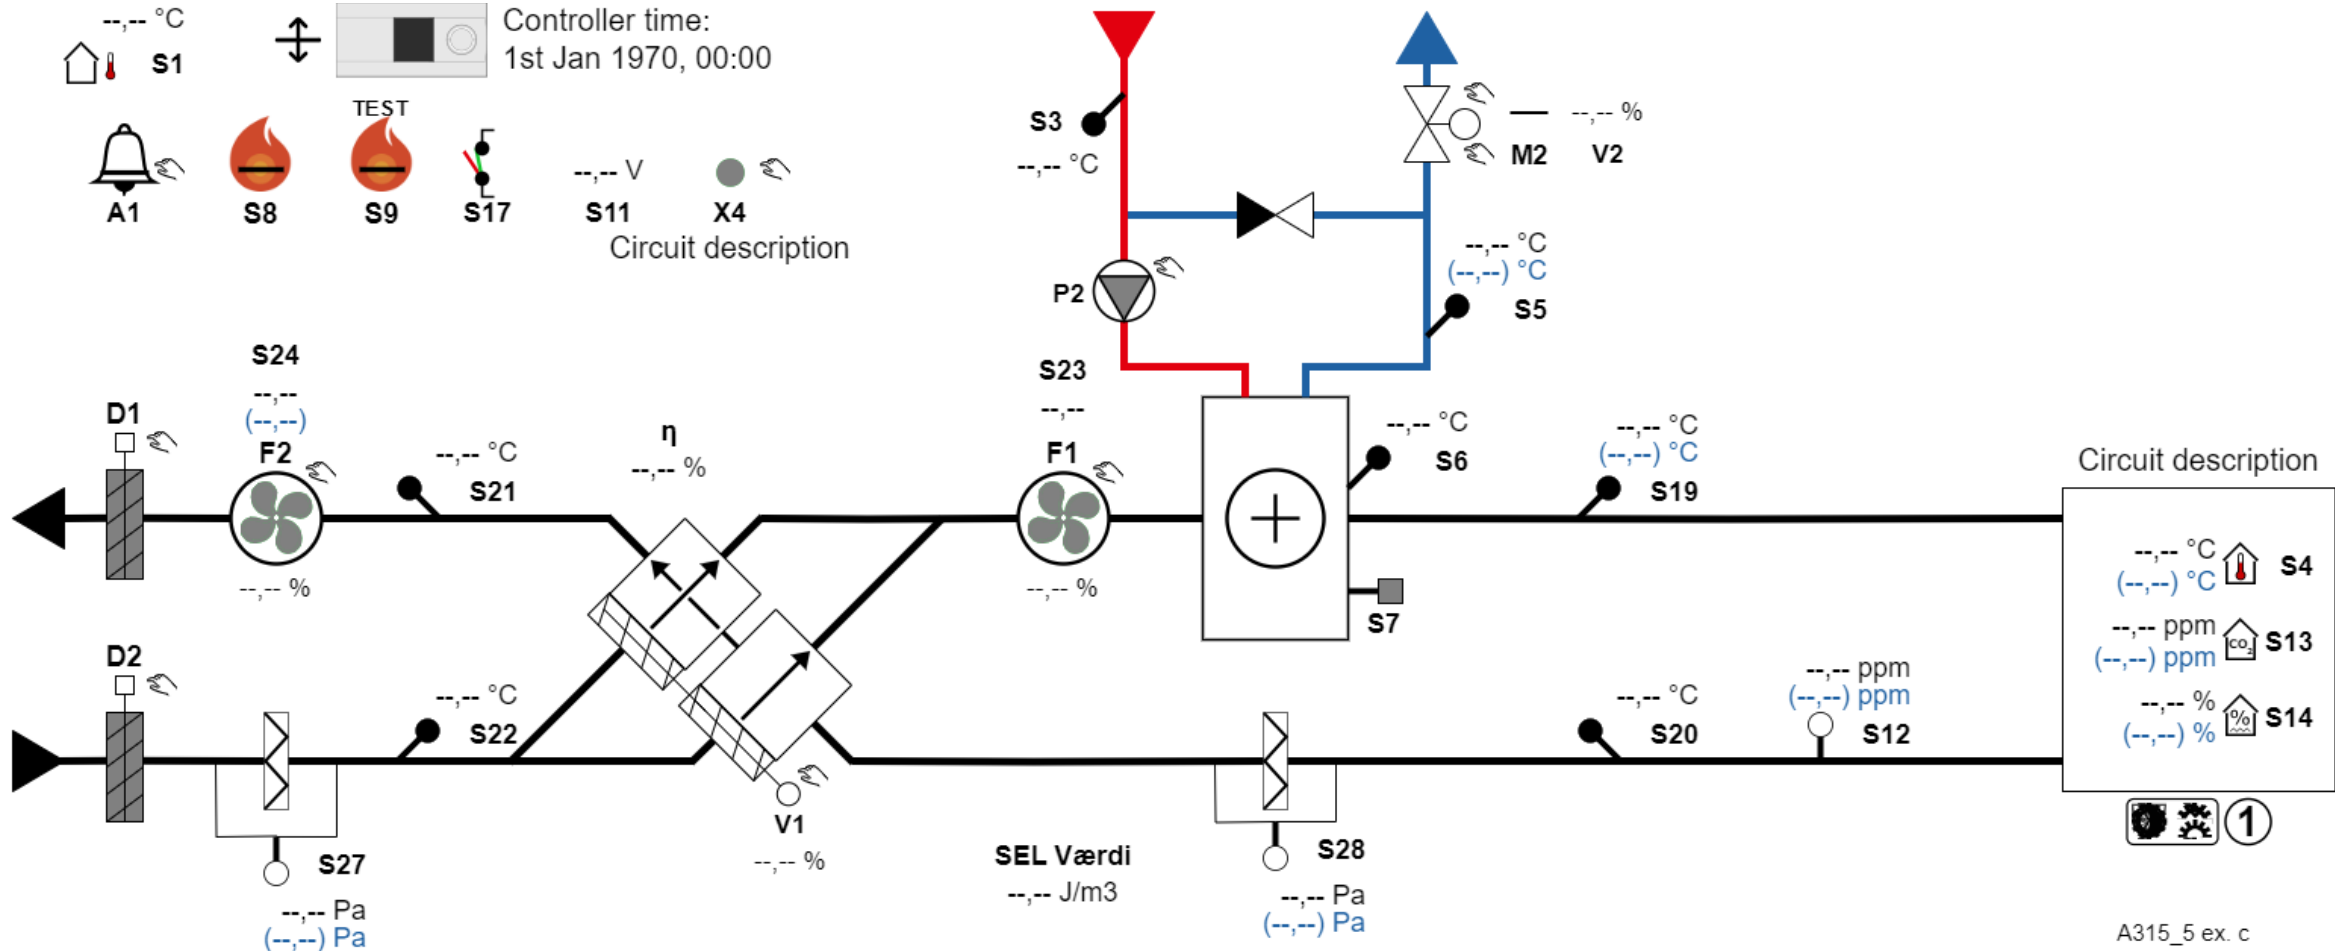 --,-- °C
S1
Controller time:
1st Jan 1970, 00:00
TEST
A1
S8
S9
S17
--,-- V
S11
X4
Circuit description
S3
--,-- °C
--,-- %
M2
V2
--,-- °C
(--,--) °C
S5
P2
S24
--,--
(--,--)
F2
--,-- %
D1
--,-- °C
S21
η
--,-- %
S23
--,--
F1
--,-- %
--,-- °C
S6
S7
--,-- °C
(--,--) °C
S19
Circuit description
--,-- °C
(--,--) °C
S4
--,-- ppm
(--,--) ppm
CO2
S13
--,-- %
(--,--) %
%
S14
D2
--,-- °C
S22
S27
--,-- Pa
(--,--) Pa
V1
--,-- %
SEL Værdi
--,-- J/m3
S28
--,-- Pa
(--,--) Pa
--,-- °C
S20
--,-- ppm
(--,--) ppm
S12
1
A315_5 ex. c